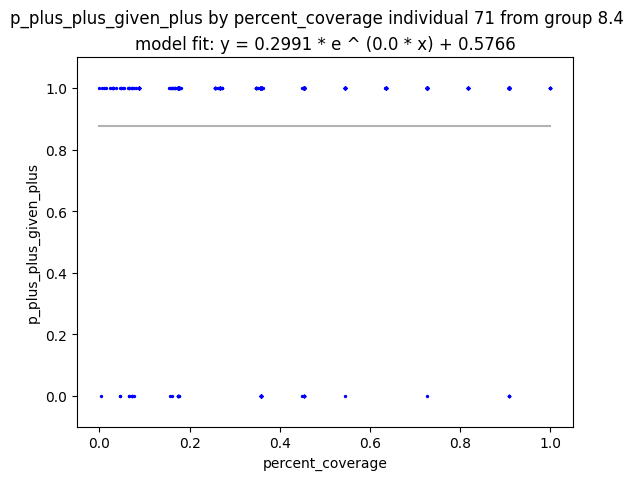 p_plus_plus_given_plus by percent_coverage individual 71 from group 8.4
model fit: y = 0.2991 * e ^ (0.0 * x) + 0.5766
1.0
0.8
0.6
0.4
0.2
0.0
p_plus_plus_given_plus
0.0 0.2 0.4 0.6 0.8 1.0
percent_coverage